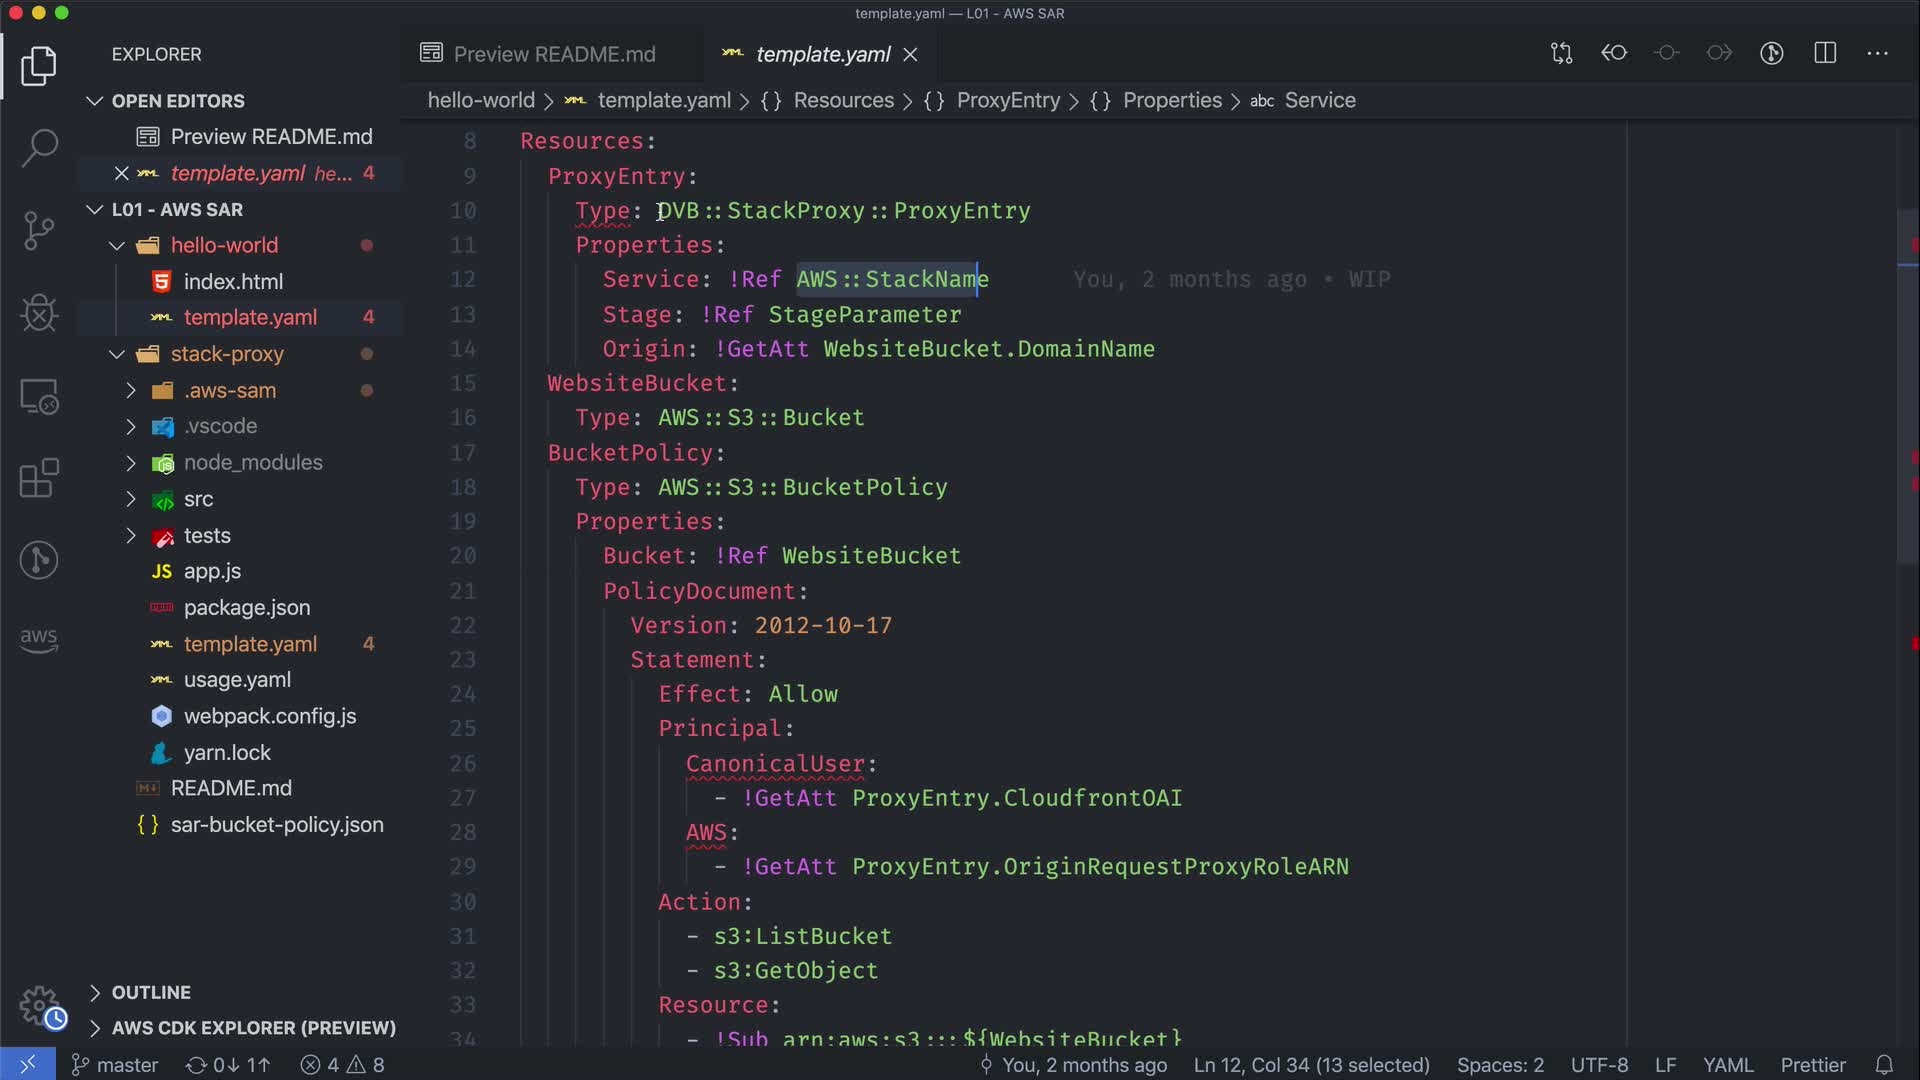 template.yaml — L01 - AWS SAR
EXPLORER
OPEN EDITORS
Preview README.md
template.yaml he... 4
L01 - AWS SAR
hello-world
index.html
template.yaml 4
stack-proxy
.aws-sam
.vscode
node_modules
src
tests
JS app.js
package.json
template.yaml 4
usage.yaml
webpack.config.js
yarn.lock
README.md
{ } sar-bucket-policy.json
OUTLINE
AWS CDK EXPLORER (PREVIEW)
aws
Preview README.md
template.yaml
hello-world > template.yaml > {} Resources > {} ProxyEntry > {} Properties > abc Service
8 Resources:
9 ProxyEntry:
10 Type: DVB::StackProxy::ProxyEntry
11 Properties:
12 Service: !Ref AWS::StackName You, 2 months ago • WIP
13 Stage: !Ref StageParameter
14 Origin: !GetAtt WebsiteBucket.DomainName
15 WebsiteBucket:
16 Type: AWS::S3::Bucket
17 BucketPolicy:
18 Type: AWS::S3::BucketPolicy
19 Properties:
20 Bucket: !Ref WebsiteBucket
21 PolicyDocument:
22 Version: 2012-10-17
23 Statement:
24 Effect: Allow
25 Principal:
26 CanonicalUser:
27 - !GetAtt ProxyEntry.CloudfrontOAI
28 AWS:
29 - !GetAtt ProxyEntry.OriginRequestProxyRoleARN
30 Action:
31 - s3:ListBucket
32 - s3:GetObject
33 Resource:
34 - !Sub arn:aws:s3:::${WebsiteBucket}
master 0↓ 1↑ 4 8 You, 2 months ago Ln 12, Col 34 (13 selected) Spaces: 2 UTF-8 LF YAML Prettier